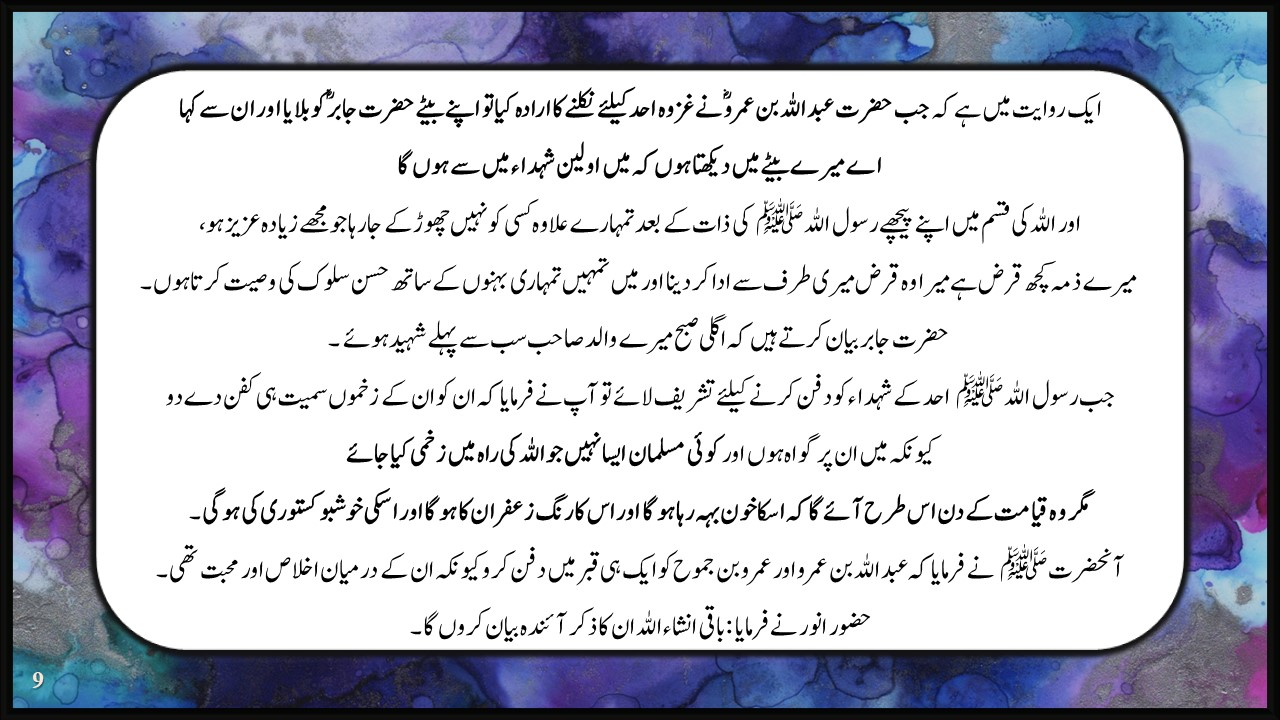 ایک روایت میں ہے کہ جب حضرت عبداللہ بن عمروؓ نے غزوہ احد کیلئے نکلنے کا ارادہ کیا تو اپنے بیٹے حضرت جابرؓ کو بلایا اور ان سے کہا
اے میرے بیٹے میں دیکھتا ہوں کہ میں اولین شہداء میں سے ہوں گا
اور اللہ کی قسم میں اپنے پیچھے رسول اللہ ﷺ کی ذات کے بعد تمہارے علاوہ کسی کو نہیں چھوڑ کے جا رہا جو مجھے زیادہ عزیز ہو،
میرے ذمہ کچھ قرض ہے میرا وہ قرض میری طرف سے ادا کر دینا اور میں تمہیں تمہاری بہنوں کے ساتھ حسن سلوک کی وصیت کرتا ہوں۔
حضرت جابر بیان کرتے ہیں کہ اگلی صبح میرے والد صاحب سب سے پہلے شہید ہوئے ۔
جب رسول اللہ ﷺ احد کے شہداء کو دفن کرنے کیلئے تشریف لائے تو آپ نے فرمایا کہ ان کو ان کے زخموں سمیت ہی کفن دے دو
کیونکہ میں ان پر گواہ ہوں اور کوئی مسلمان ایسا نہیں جو اللہ کی راہ میں زخمی کیا جائے
مگر وہ قیامت کے دن اس طرح آئے گا کہ اسکا خون بہہ رہا ہو گا اور اس کا رنگ زعفران کا ہو گا اور اسکی خوشبو کستوری کی ہو گی۔
آنحضرت ﷺ نے فرمایا کہ عبداللہ بن عمرو اور عمرو بن جموح کو ایک ہی قبر میں دفن کرو کیونکہ ان کے درمیان اخلاص اور محبت تھی۔
حضور انور نے فرمایا: باقی انشاء اللہ ان کا ذکر آئندہ بیان کروں گا۔
9